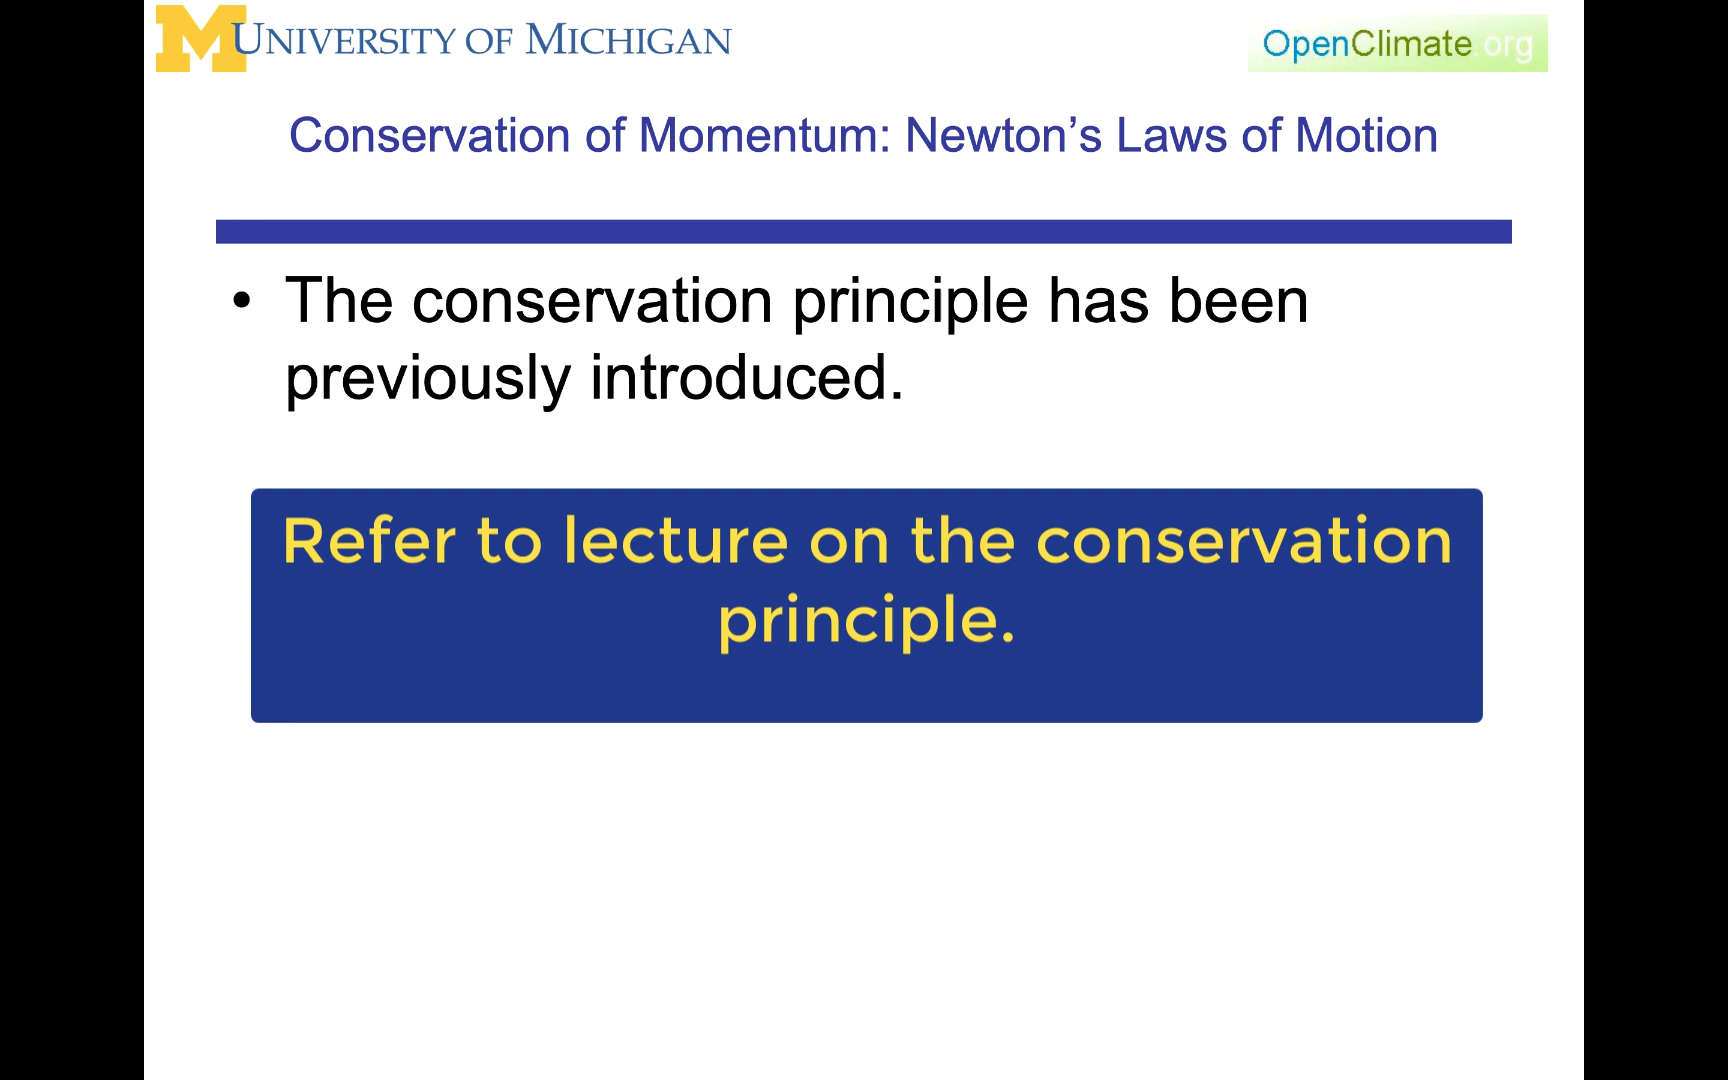 UNIVERSITY OF MICHIGAN
OpenClimate.org
Conservation of Momentum: Newton’s Laws of Motion
• The conservation principle has been
previously introduced.
Refer to lecture on the conservation
principle.